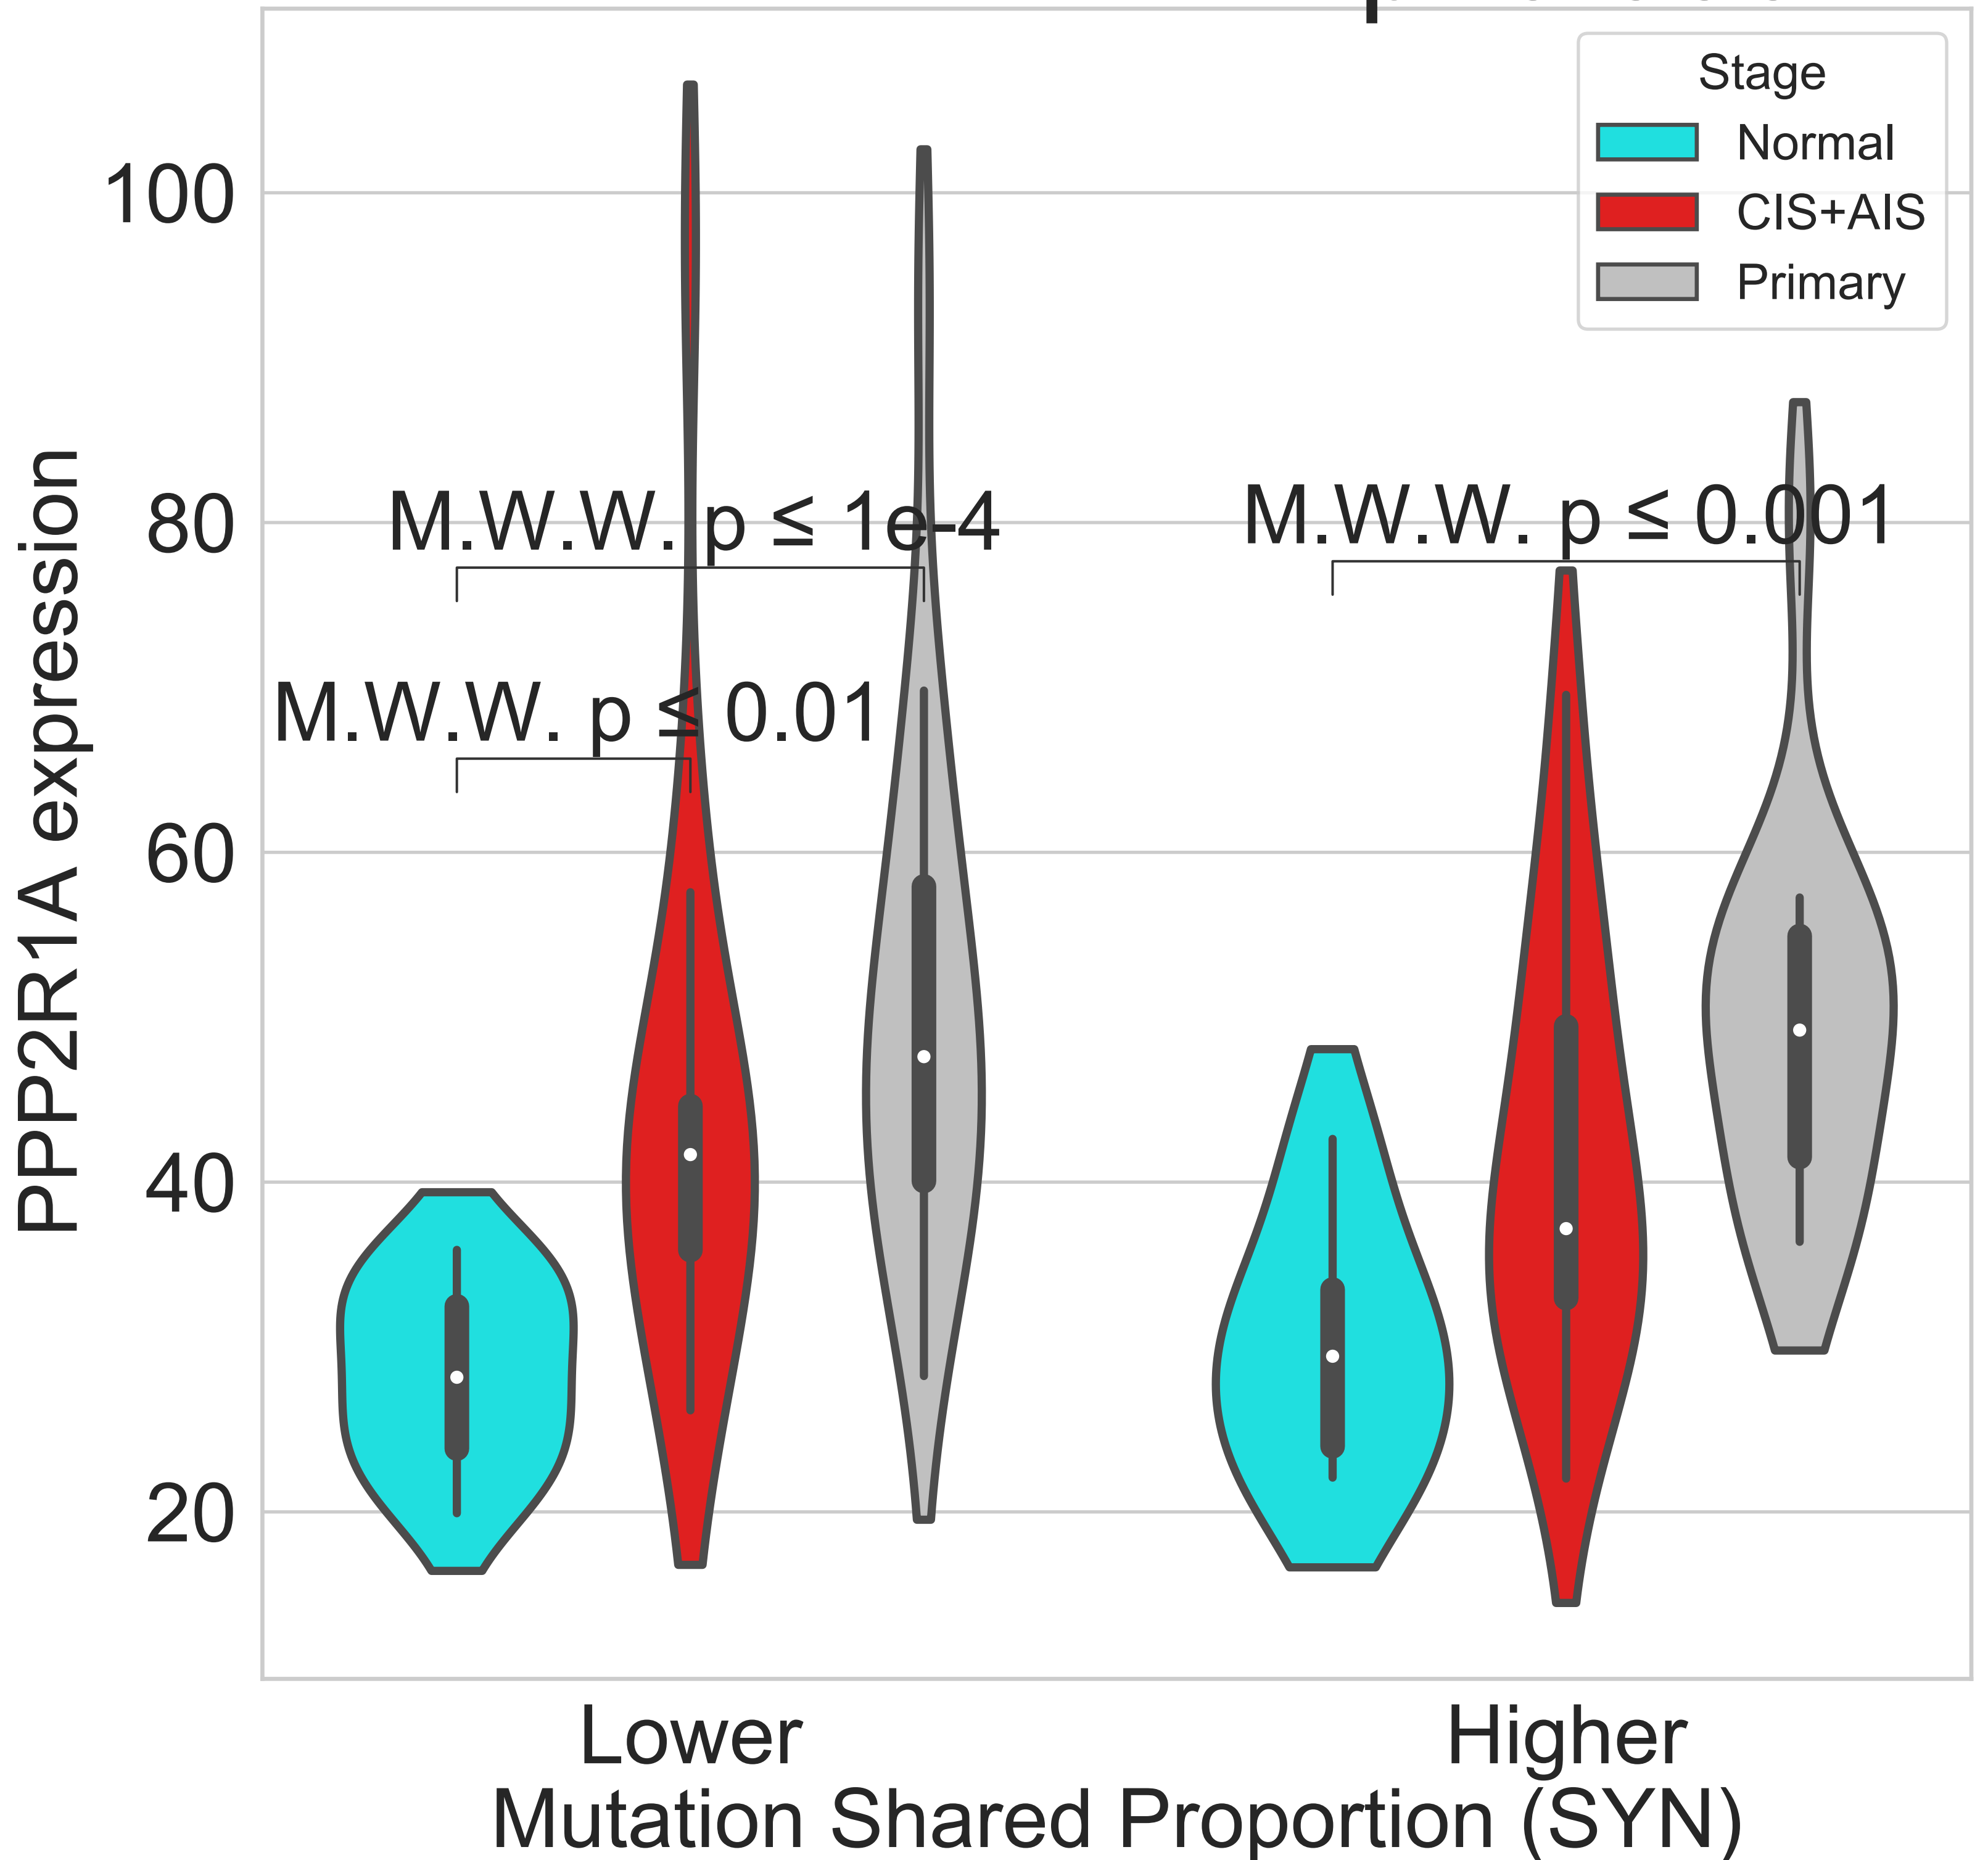 Stage
Normal
CIS+AIS
Primary
100
80
60
40
20
PPP2R1A expression
M.W.W. p ≤ 1e-4
M.W.W. p ≤ 0.001
M.W.W. p ≤ 0.01
Lower
Higher
Mutation Shared Proportion (SYN)